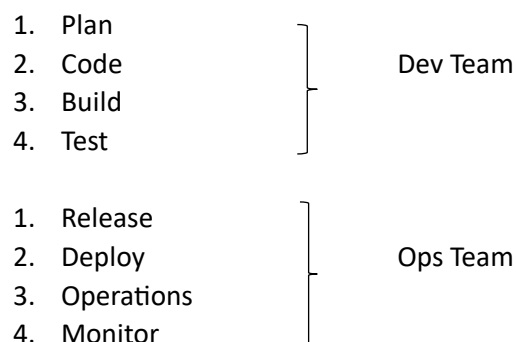 1. Plan
2. Code Dev Team
3. Build
4. Test
1. Release
2. Deploy Ops Team
3. Operations
4. Monitor